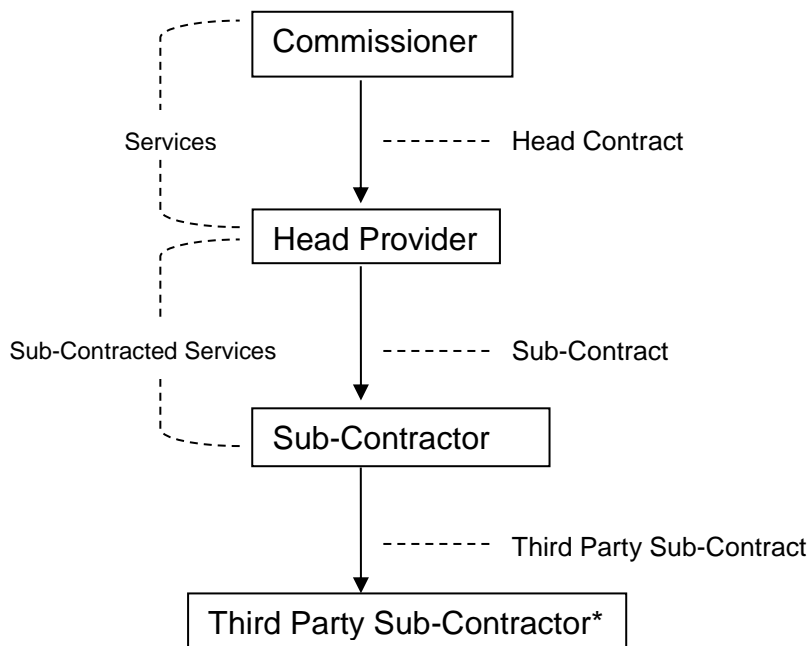 Commissioner
Services
Head Contract
Head Provider
Sub-Contracted Services
Sub-Contract
Sub-Contractor
Third Party Sub-Contract
Third Party Sub-Contractor*